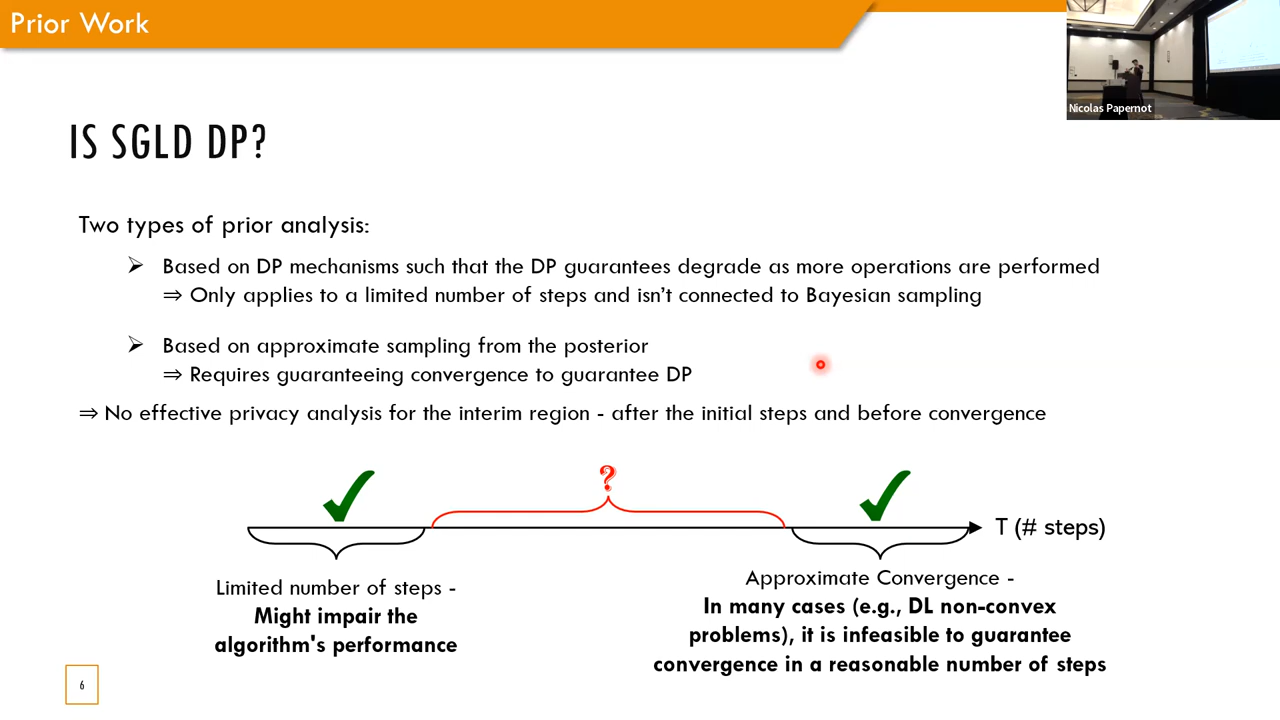 Prior Work
Nicolas Papernot
IS SGLD DP?
Two types of prior analysis:
➢ Based on DP mechanisms such that the DP guarantees degrade as more operations are performed
⇒ Only applies to a limited number of steps and isn't connected to Bayesian sampling
➢ Based on approximate sampling from the posterior
⇒ Requires guaranteeing convergence to guarantee DP
⇒ No effective privacy analysis for the interim region - after the initial steps and before convergence
?
T (# steps)
Limited number of steps -
Might impair the
algorithm's performance
Approximate Convergence -
In many cases (e.g., DL non-convex
problems), it is infeasible to guarantee
convergence in a reasonable number of steps
6